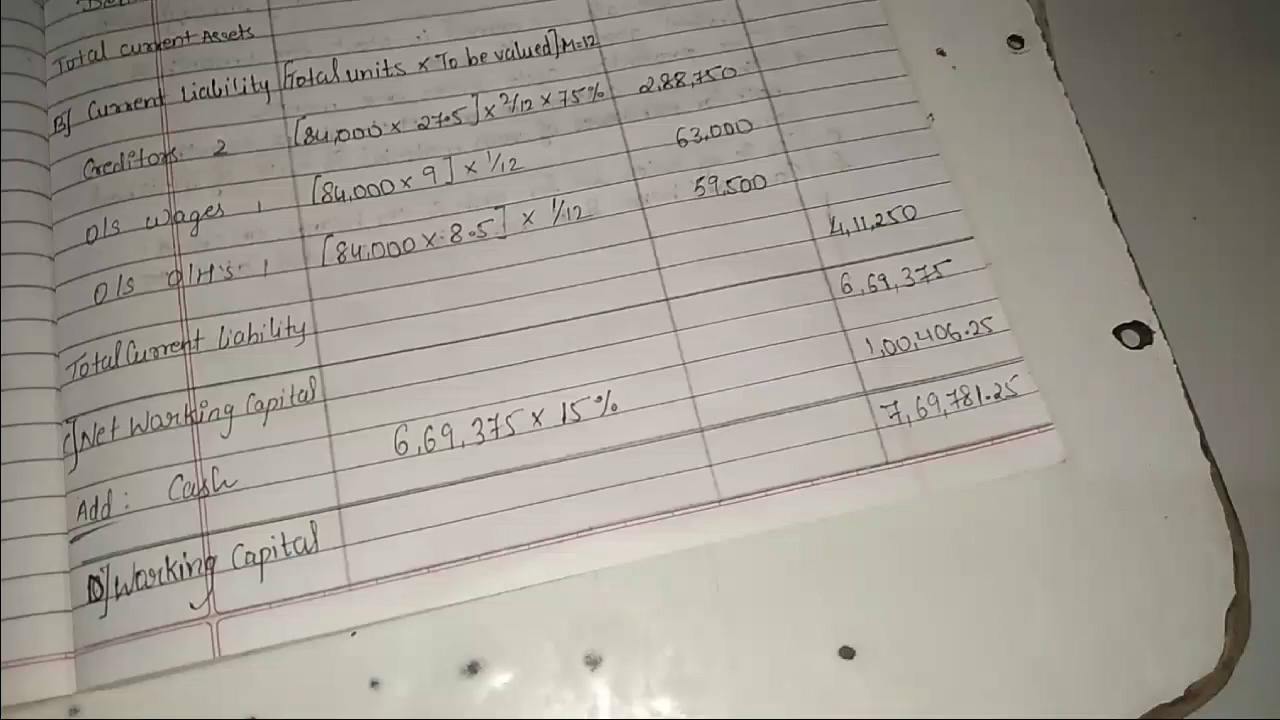 Total current Assets
B] Current Liability [Total units x To be valued] M=12
Creditors 2 [84,000 x 27.5] x 2/12 x 75% 2,88,750
O/s wages 1 [84,000 x 9] x 1/12 63,000
O/s O/H's 1 [84,000 x 8.5] x 1/12 59,500
Total Current Liability 4,11,250
C] Net Working Capital 6,69,375
Add: Cash 6,69,375 x 15% 1,00,406.25
D] Working Capital 7,69,781.25